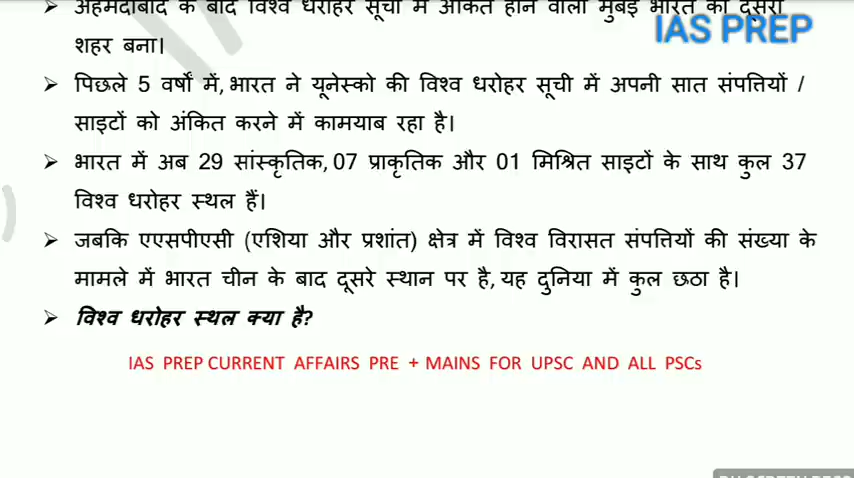 अहमदाबाद के बाद विश्व धरोहर सूची में अंकित होने वाला मुंबई भारत का दूसरा
IAS PREP
शहर बना।
➢ पिछले 5 वर्षों में, भारत ने यूनेस्को की विश्व धरोहर सूची में अपनी सात संपत्तियों /
साइटों को अंकित करने में कामयाब रहा है।
➢ भारत में अब 29 सांस्कृतिक, 07 प्राकृतिक और 01 मिश्रित साइटों के साथ कुल 37
विश्व धरोहर स्थल हैं।
➢ जबकि एएसपीएसी (एशिया और प्रशांत) क्षेत्र में विश्व विरासत संपत्तियों की संख्या के
मामले में भारत चीन के बाद दूसरे स्थान पर है, यह दुनिया में कुल छठा है।
➢ विश्व धरोहर स्थल क्या है?
IAS PREP CURRENT AFFAIRS PRE + MAINS FOR UPSC AND ALL PSCs